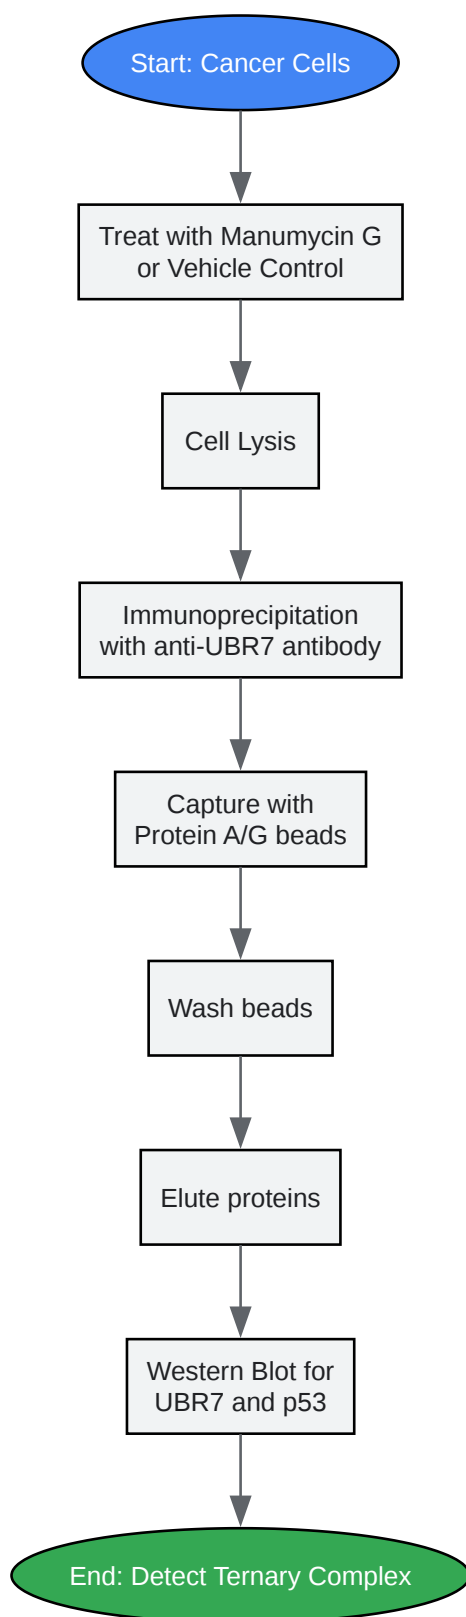 Start: Cancer Cells
Treat with Manumycin G
or Vehicle Control
Cell Lysis
Immunoprecipitation
with anti-UBR7 antibody
Capture with
Protein A/G beads
Wash beads
Elute proteins
Western Blot for
UBR7 and p53
End: Detect Ternary Complex